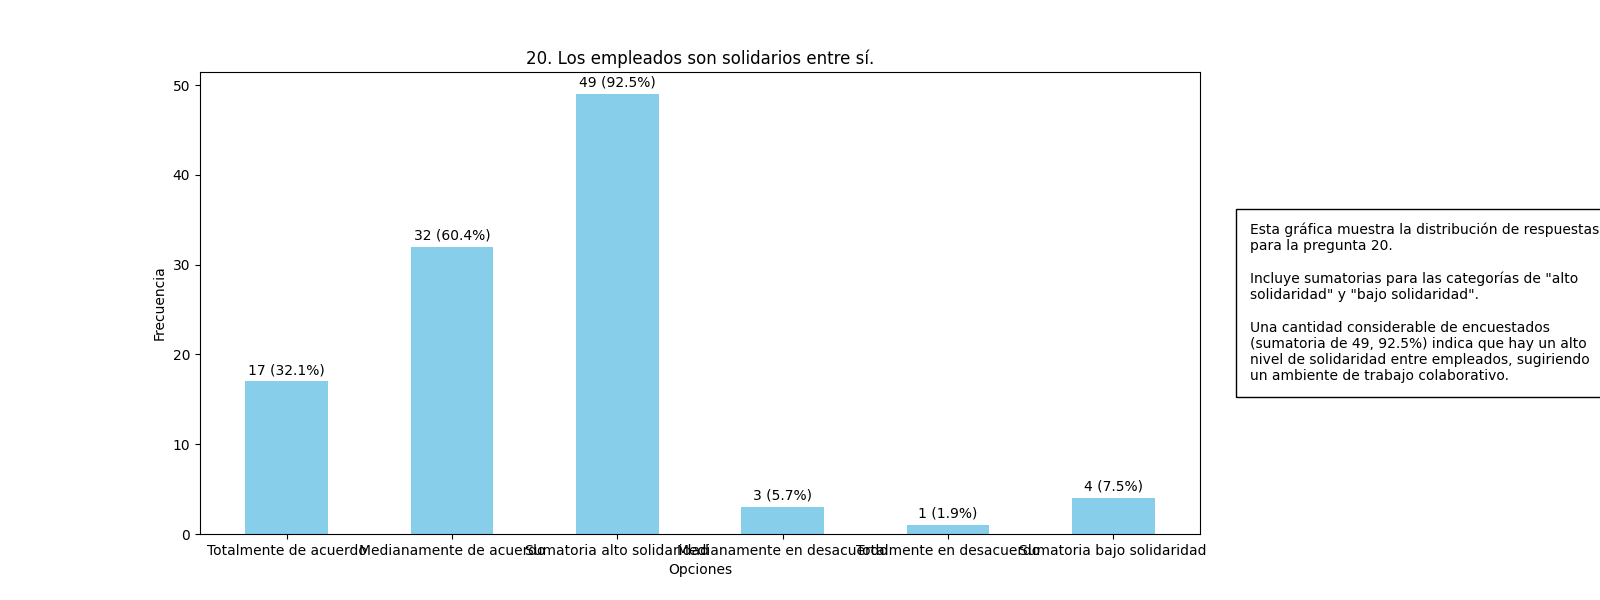 20. Los empleados son solidarios entre sí.
50
40
30
20
10
0
Frecuencia
17 (32.1%)
32 (60.4%)
49 (92.5%)
3 (5.7%)
1 (1.9%)
4 (7.5%)
Totalmente de acuerdo
Medianamente de acuerdo
Sumatoria alto solidaridad
Medianamente en desacuerdo
Totalmente en desacuerdo
Sumatoria bajo solidaridad
Opciones
Esta gráfica muestra la distribución de respuestas
para la pregunta 20.
Incluye sumatorias para las categorías de "alto
solidaridad" y "bajo solidaridad".
Una cantidad considerable de encuestados
(sumatoria de 49, 92.5%) indica que hay un alto
nivel de solidaridad entre empleados, sugiriendo
un ambiente de trabajo colaborativo.